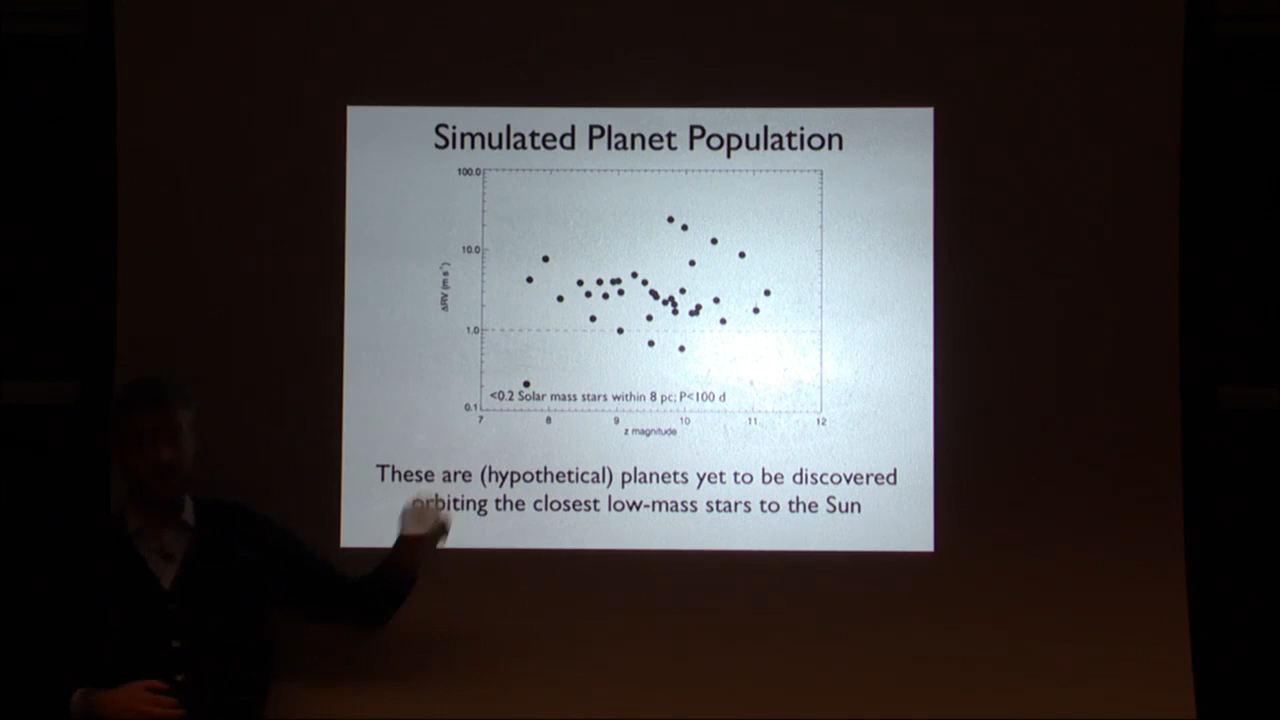 Simulated Planet Population
100.0
10.0
1.0
0.1
ΔRV (m s⁻¹)
<0.2 Solar mass stars within 8 pc; P<100 d
7 8 9 10 11 12
z magnitude
These are (hypothetical) planets yet to be discovered
orbiting the closest low-mass stars to the Sun